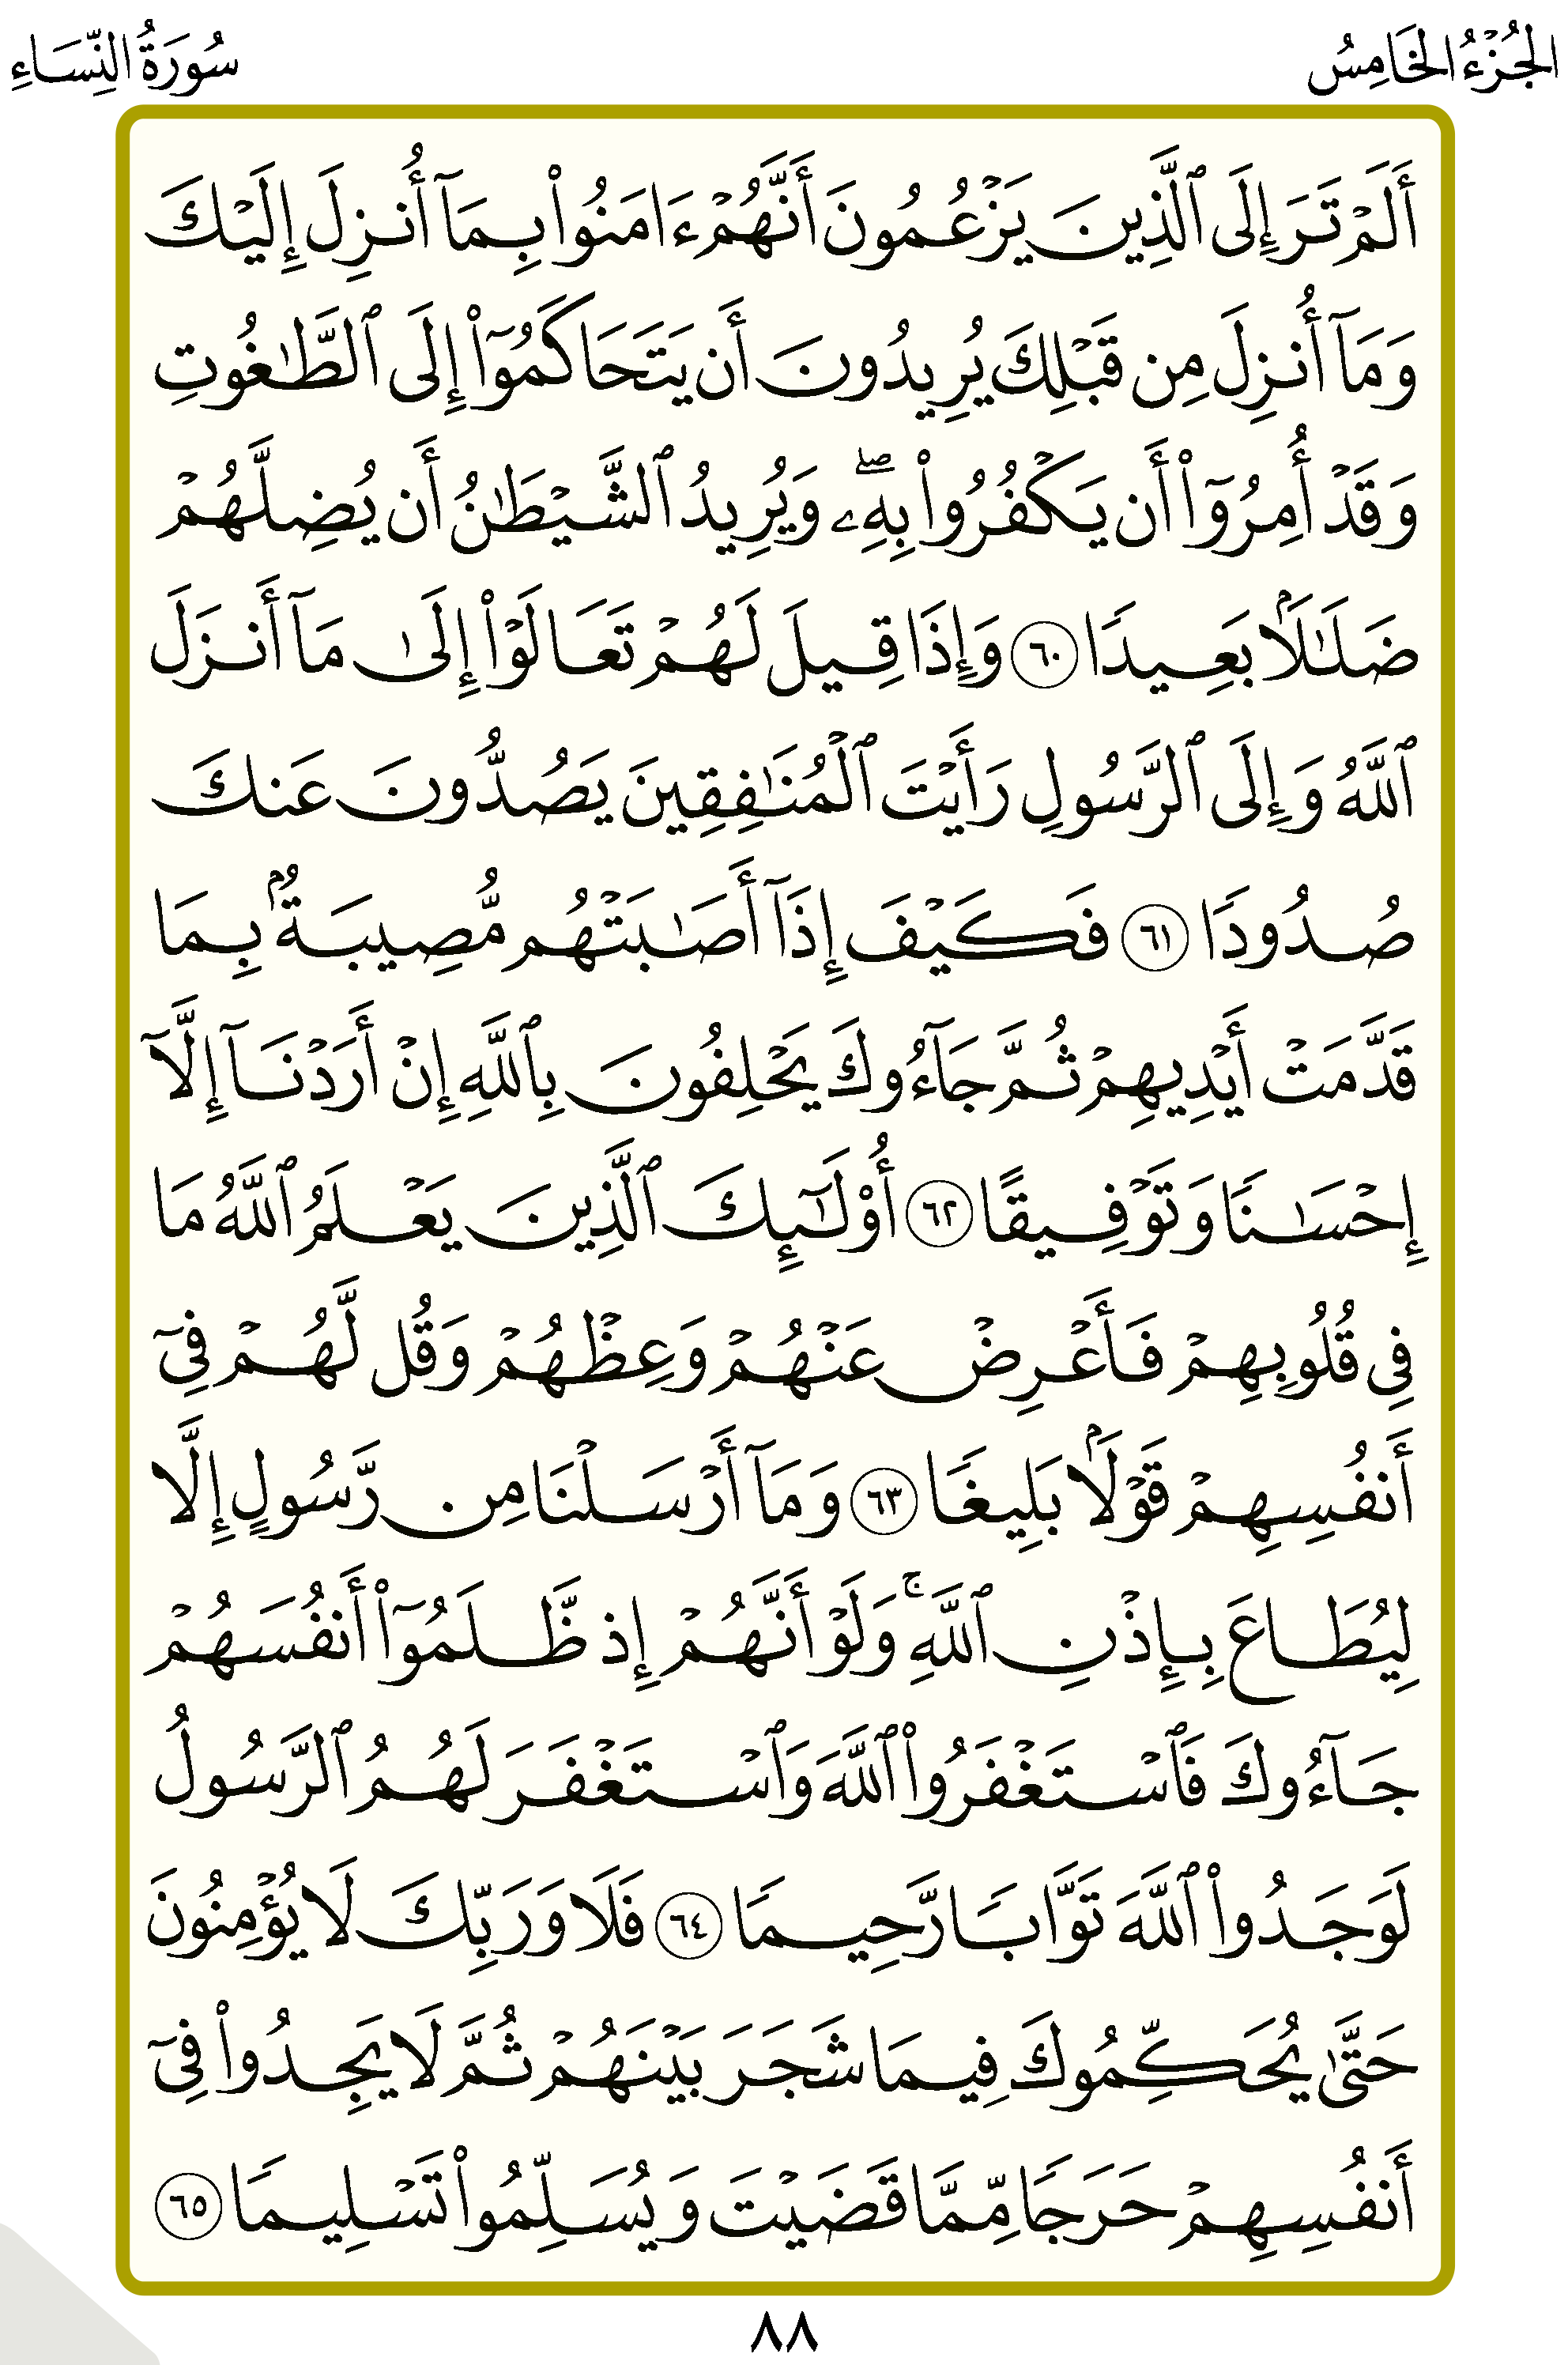 الجُزْءُ الخَامِسُ
سُورَةُ النِّسَاءِ
أَلَمْ تَرَ إِلَى ٱلَّذِينَ يَزْعُمُونَ أَنَّهُمْ ءَامَنُوا۟ بِمَآ أُنزِلَ إِلَيْكَ
وَمَآ أُنزِلَ مِن قَبْلِكَ يُرِيدُونَ أَن يَتَحَاكَمُوٓا۟ إِلَى ٱلطَّٰغُوتِ
وَقَدْ أُمِرُوٓا۟ أَن يَكْفُرُوا۟ بِهِۦۖ وَيُرِيدُ ٱلشَّيْطَٰنُ أَن يُضِلَّهُمْ
ضَلَٰلَۢا بَعِيدًا ٦٠ وَإِذَا قِيلَ لَهُمْ تَعَالَوْا۟ إِلَىٰ مَآ أَنزَلَ
ٱللَّهُ وَإِلَى ٱلرَّسُولِ رَأَيْتَ ٱلْمُنَٰفِقِينَ يَصُدُّونَ عَنكَ
صُدُودًا ٦١ فَكَيْفَ إِذَآ أَصَٰبَتْهُم مُّصِيبَةٌۢ بِمَا
قَدَّمَتْ أَيْدِيهِمْ ثُمَّ جَآءُوكَ يَحْلِفُونَ بِٱللَّهِ إِنْ أَرَدْنَآ إِلَّآ
إِحْسَٰنًا وَتَوْفِيقًا ٦٢ أُو۟لَٰٓئِكَ ٱلَّذِينَ يَعْلَمُ ٱللَّهُ مَا
فِى قُلُوبِهِمْ فَأَعْرِضْ عَنْهُمْ وَعِظْهُمْ وَقُل لَّهُمْ فِىٓ
أَنفُسِهِمْ قَوْلَۢا بَلِيغًا ٦٣ وَمَآ أَرْسَلْنَا مِن رَّسُولٍ إِلَّا
لِيُطَاعَ بِإِذْنِ ٱللَّهِۚ وَلَوْ أَنَّهُمْ إِذ ظَّلَمُوٓا۟ أَنفُسَهُمْ
جَآءُوكَ فَٱسْتَغْفَرُوا۟ ٱللَّهَ وَٱسْتَغْفَرَ لَهُمُ ٱلرَّسُولُ
لَوَجَدُوا۟ ٱللَّهَ تَوَّابًا رَّحِيمًا ٦٤ فَلَا وَرَبِّكَ لَا يُؤْمِنُونَ
حَتَّىٰ يُحَكِّمُوكَ فِيمَا شَجَرَ بَيْنَهُمْ ثُمَّ لَا يَجِدُوا۟ فِىٓ
أَنفُسِهِمْ حَرَجًا مِّمَّا قَضَيْتَ وَيُسَلِّمُوا۟ تَسْلِيمًا ٦٥
٨٨